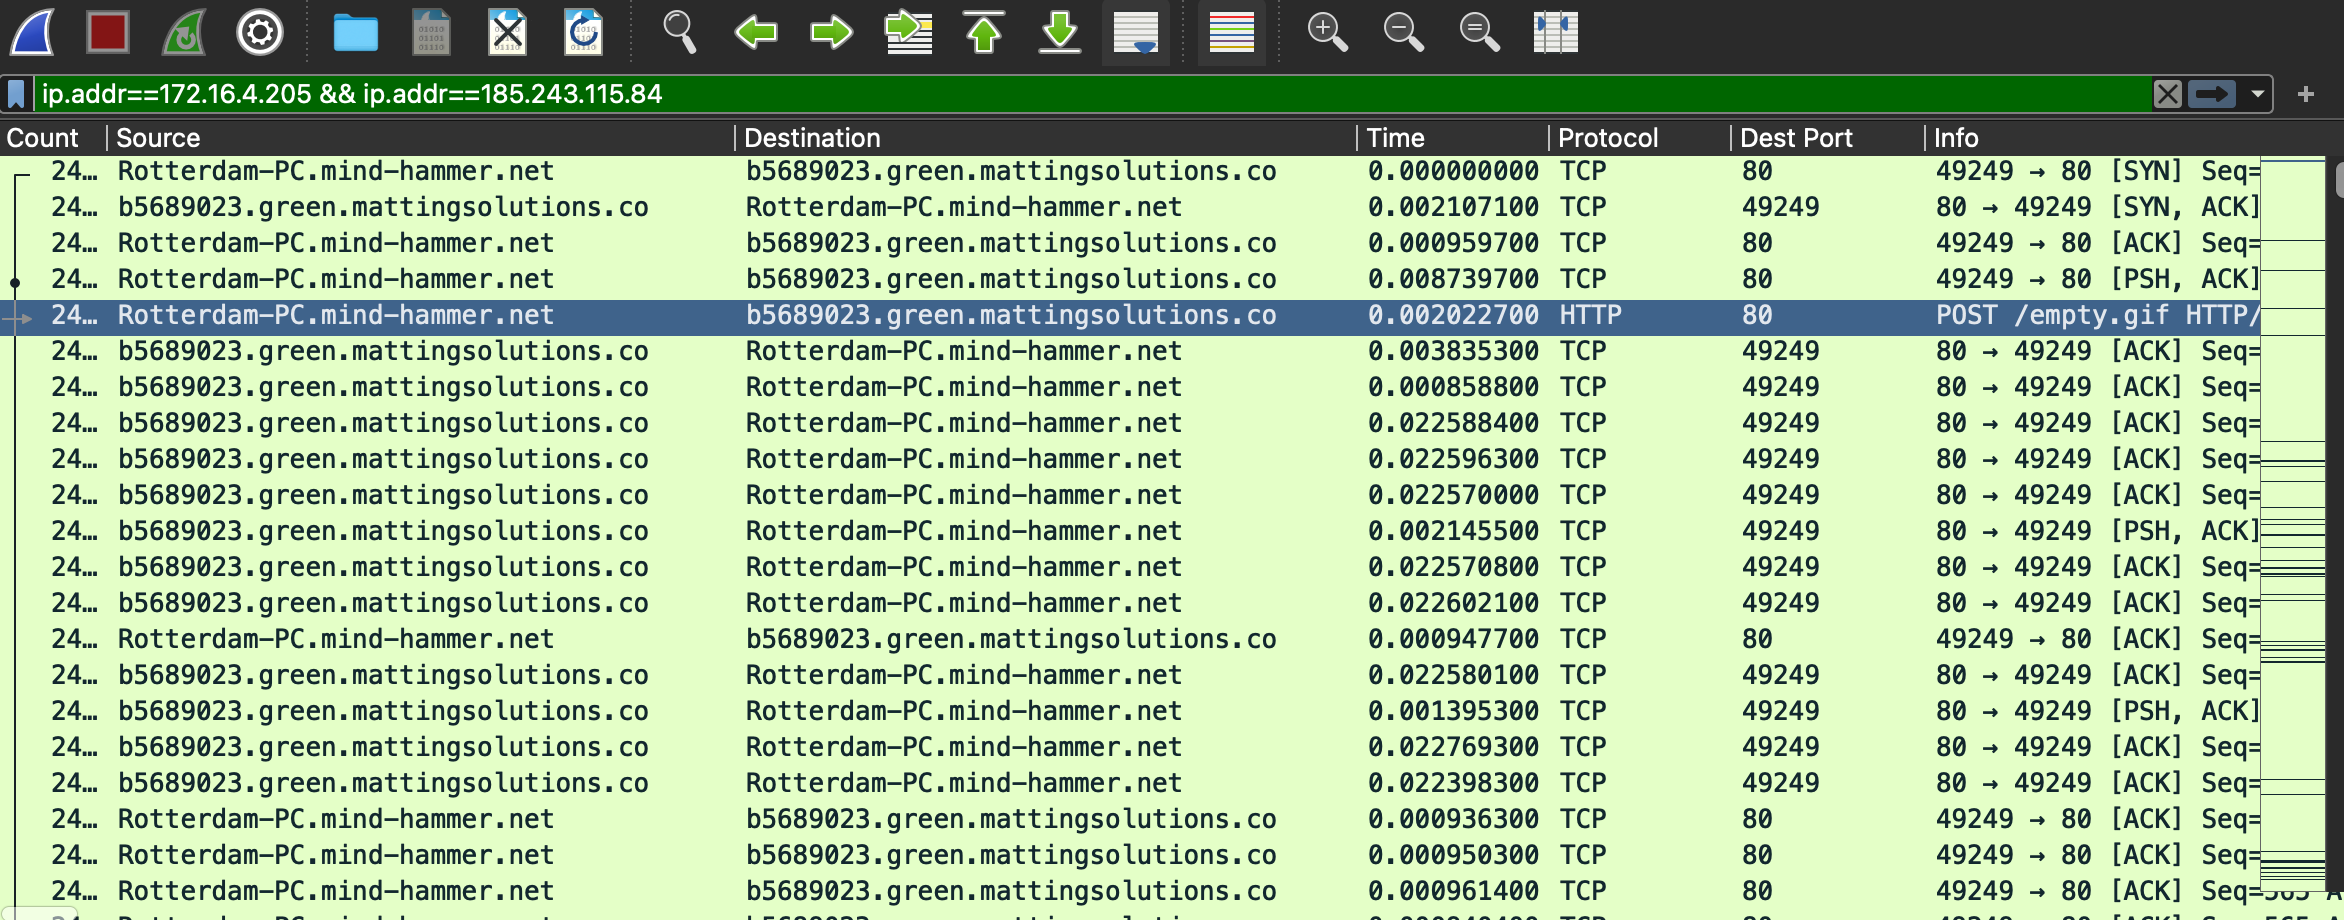 ip.addr==172.16.4.205 && ip.addr==185.243.115.84
Count Source Destination Time Protocol Dest Port Info
24… Rotterdam-PC.mind-hammer.net b5689023.green.mattingsolutions.co 0.000000000 TCP 80 49249 → 80 [SYN] Seq=
24… b5689023.green.mattingsolutions.co Rotterdam-PC.mind-hammer.net 0.002107100 TCP 49249 80 → 49249 [SYN, ACK]
24… Rotterdam-PC.mind-hammer.net b5689023.green.mattingsolutions.co 0.000959700 TCP 80 49249 → 80 [ACK] Seq=
24… Rotterdam-PC.mind-hammer.net b5689023.green.mattingsolutions.co 0.008739700 TCP 80 49249 → 80 [PSH, ACK]
24… Rotterdam-PC.mind-hammer.net b5689023.green.mattingsolutions.co 0.002022700 HTTP 80 POST /empty.gif HTTP/
24… b5689023.green.mattingsolutions.co Rotterdam-PC.mind-hammer.net 0.003835300 TCP 49249 80 → 49249 [ACK] Seq=
24… b5689023.green.mattingsolutions.co Rotterdam-PC.mind-hammer.net 0.000858800 TCP 49249 80 → 49249 [ACK] Seq=
24… b5689023.green.mattingsolutions.co Rotterdam-PC.mind-hammer.net 0.022588400 TCP 49249 80 → 49249 [ACK] Seq=
24… b5689023.green.mattingsolutions.co Rotterdam-PC.mind-hammer.net 0.022596300 TCP 49249 80 → 49249 [ACK] Seq=
24… b5689023.green.mattingsolutions.co Rotterdam-PC.mind-hammer.net 0.022570000 TCP 49249 80 → 49249 [ACK] Seq=
24… b5689023.green.mattingsolutions.co Rotterdam-PC.mind-hammer.net 0.002145500 TCP 49249 80 → 49249 [PSH, ACK]
24… b5689023.green.mattingsolutions.co Rotterdam-PC.mind-hammer.net 0.022570800 TCP 49249 80 → 49249 [ACK] Seq=
24… b5689023.green.mattingsolutions.co Rotterdam-PC.mind-hammer.net 0.022602100 TCP 49249 80 → 49249 [ACK] Seq=
24… Rotterdam-PC.mind-hammer.net b5689023.green.mattingsolutions.co 0.000947700 TCP 80 49249 → 80 [ACK] Seq=
24… b5689023.green.mattingsolutions.co Rotterdam-PC.mind-hammer.net 0.022580100 TCP 49249 80 → 49249 [ACK] Seq=
24… b5689023.green.mattingsolutions.co Rotterdam-PC.mind-hammer.net 0.001395300 TCP 49249 80 → 49249 [PSH, ACK]
24… b5689023.green.mattingsolutions.co Rotterdam-PC.mind-hammer.net 0.022769300 TCP 49249 80 → 49249 [ACK] Seq=
24… b5689023.green.mattingsolutions.co Rotterdam-PC.mind-hammer.net 0.022398300 TCP 49249 80 → 49249 [ACK] Seq=
24… Rotterdam-PC.mind-hammer.net b5689023.green.mattingsolutions.co 0.000936300 TCP 80 49249 → 80 [ACK] Seq=
24… Rotterdam-PC.mind-hammer.net b5689023.green.mattingsolutions.co 0.000950300 TCP 80 49249 → 80 [ACK] Seq=
24… Rotterdam-PC.mind-hammer.net b5689023.green.mattingsolutions.co 0.000961400 TCP 80 49249 → 80 [ACK] Seq=565 A